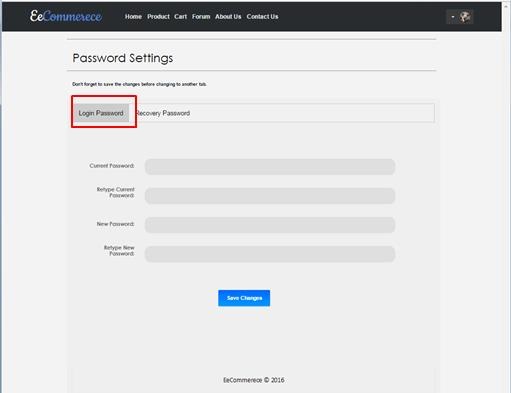 EeCommerece Home Product Cart Forum About Us Contact Us
Password Settings
Don't forget to save the changes before changing to another tab.
Login Password Recovery Password
Current Password:
Retype Current
Password:
New Password:
Retype New
Password:
Save Changes
EeCommerece © 2016